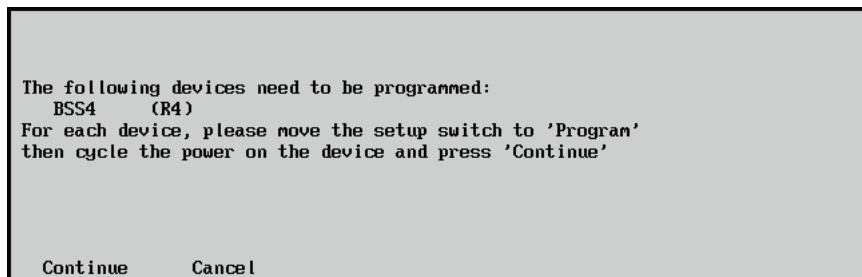 The following devices need to be programmed:
BSS4 (R4)
For each device, please move the setup switch to 'Program'
then cycle the power on the device and press 'Continue'
Continue Cancel